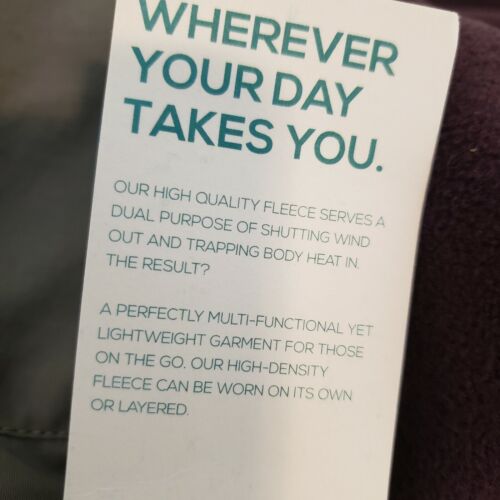 WHEREVER
YOUR DAY
TAKES YOU.
OUR HIGH QUALITY FLEECE SERVES A
DUAL PURPOSE OF SHUTTING WIND
OUT AND TRAPPING BODY HEAT IN.
THE RESULT?
A PERFECTLY MULTI-FUNCTIONAL YET
LIGHTWEIGHT GARMENT FOR THOSE
ON THE GO. OUR HIGH-DENSITY
FLEECE CAN BE WORN ON ITS OWN
OR LAYERED.